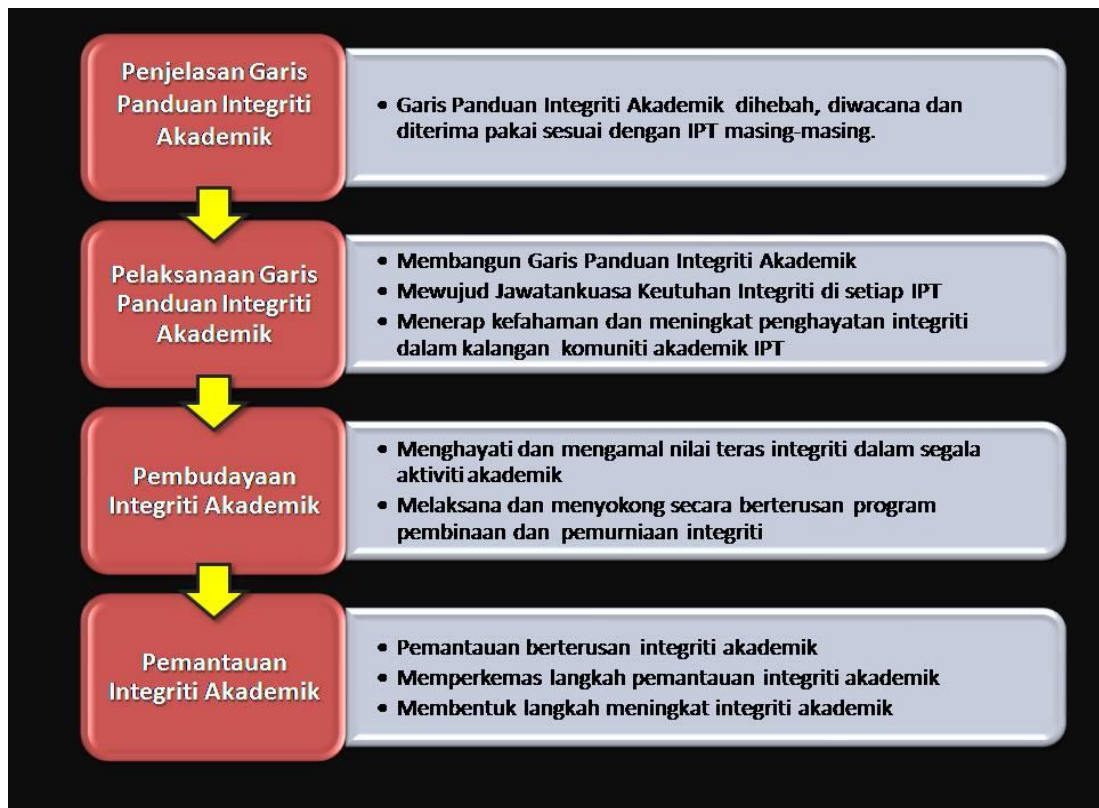 Penjelasan Garis
Panduan Integriti
Akademik
• Garis Panduan Integriti Akademik dihebah, diwacana dan
diterima pakai sesuai dengan IPT masing-masing.
Pelaksanaan Garis
Panduan Integriti
Akademik
• Membangun Garis Panduan Integriti Akademik
• Mewujud Jawatankuasa Keutuhan Integriti di setiap IPT
• Menerap kefahaman dan meningkat penghayatan integriti
dalam kalangan komuniti akademik IPT
Pembudayaan
Integriti Akademik
• Menghayati dan mengamal nilai teras integriti dalam segala
aktiviti akademik
• Melaksana dan menyokong secara berterusan program
pembinaan dan pemurniaan integriti
Pemantauan
Integriti Akademik
• Pemantauan berterusan integriti akademik
• Memperkemas langkah pemantauan integriti akademik
• Membentuk langkah meningkat integriti akademik